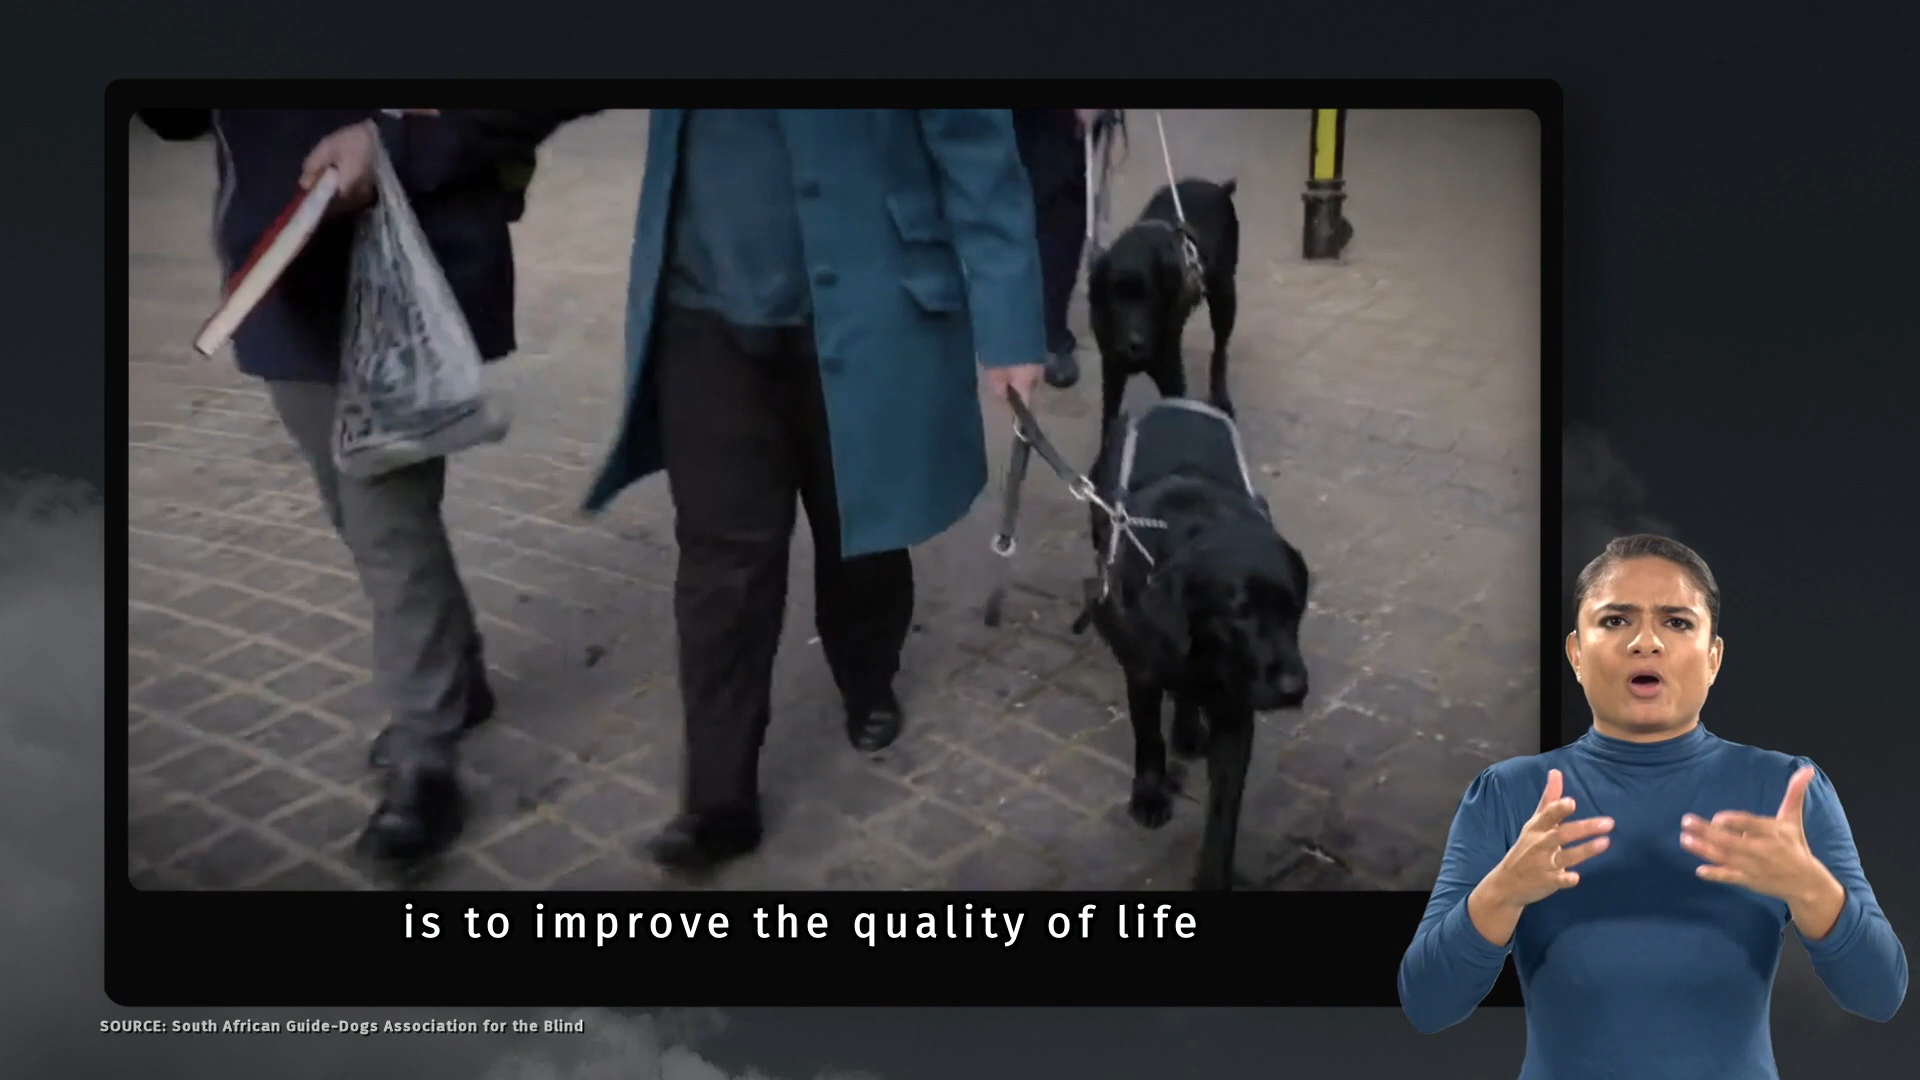 is to improve the quality of life
SOURCE: South African Guide-Dogs Association for the Blind